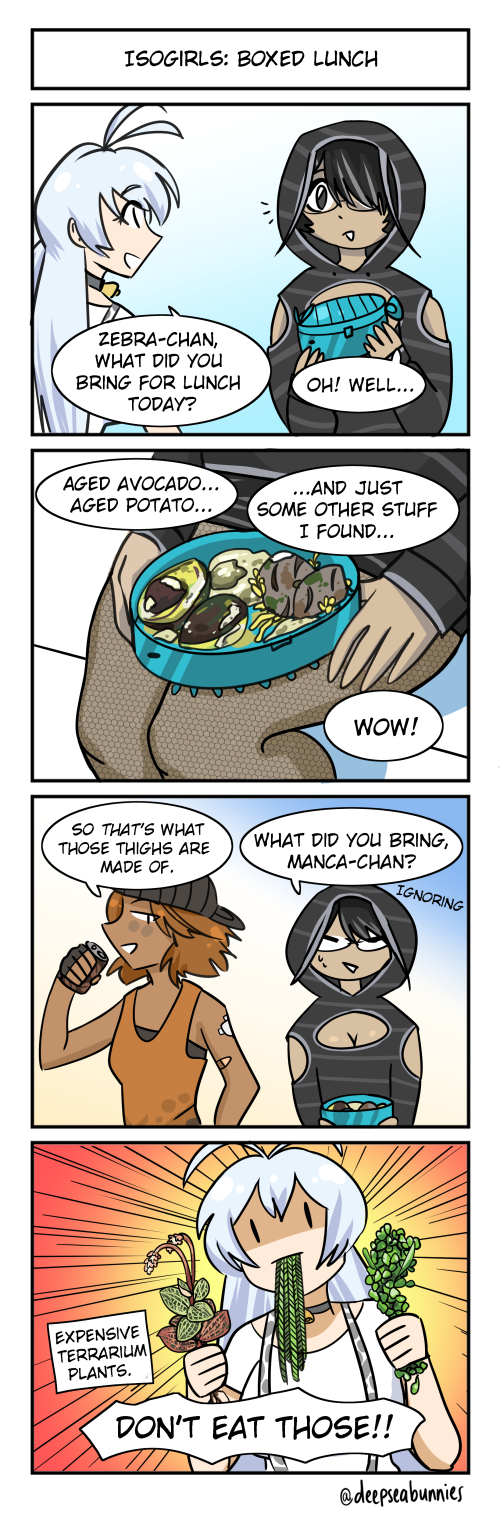 ISOGIRLS: BOXED LUNCH
ZEBRA-CHAN,
WHAT DID YOU
BRING FOR LUNCH
TODAY?
OH! WELL...
AGED AVOCADO...
AGED POTATO...
...AND JUST
SOME OTHER STUFF
I FOUND...
WOW!
SO THAT'S WHAT
THOSE THIGHS ARE
MADE OF.
WHAT DID YOU BRING,
MANCA-CHAN?
IGNORING
EXPENSIVE
TERRARIUM
PLANTS.
DON'T EAT THOSE!!
@deepseabunnies